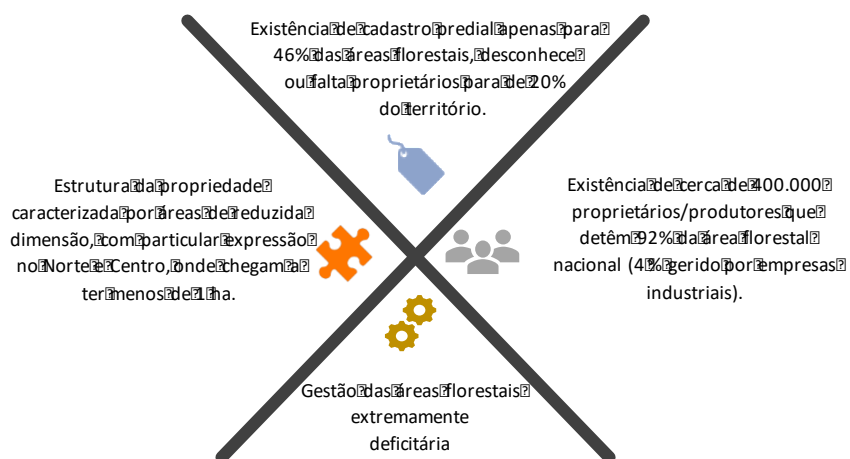 Existência de cadastro predial apenas para
46% das áreas florestais, desconhece
ou falta proprietários para de 20%
do território.
Estrutura da propriedade
caracterizada por áreas de reduzida
dimensão, com particular expressão
no Norte e Centro, onde chegam a
ter menos de 1 ha.
Existência de cerca de 400.000
proprietários/produtores que
detêm 92% da área florestal
nacional (4% gerido por empresas
industriais).
Gestão das áreas florestais
extremamente
deficitária